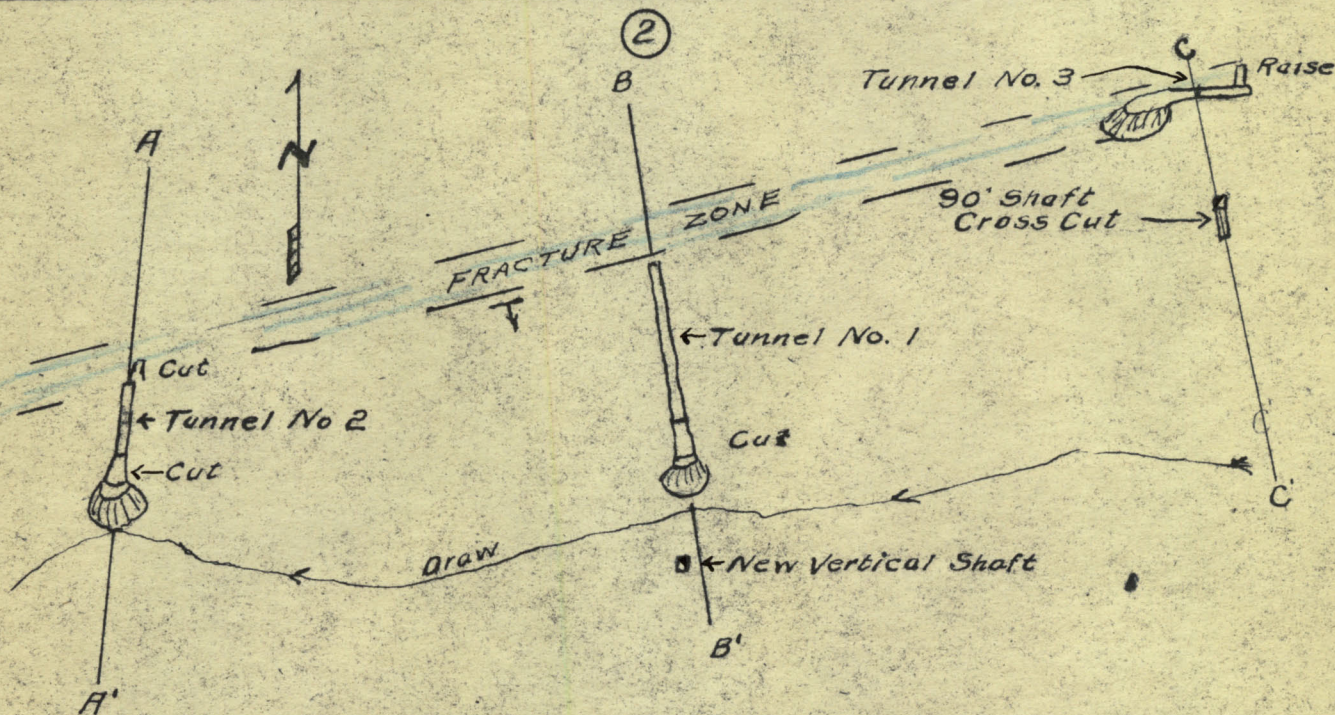 2
A
N
B
Tunnel No. 3
C
Raise
90' Shaft
Cross Cut
FRACTURE ZONE
Cut
Tunnel No. 1
Tunnel No 2
Cut
Cut
C'
Draw
New Vertical Shaft
B'
A'